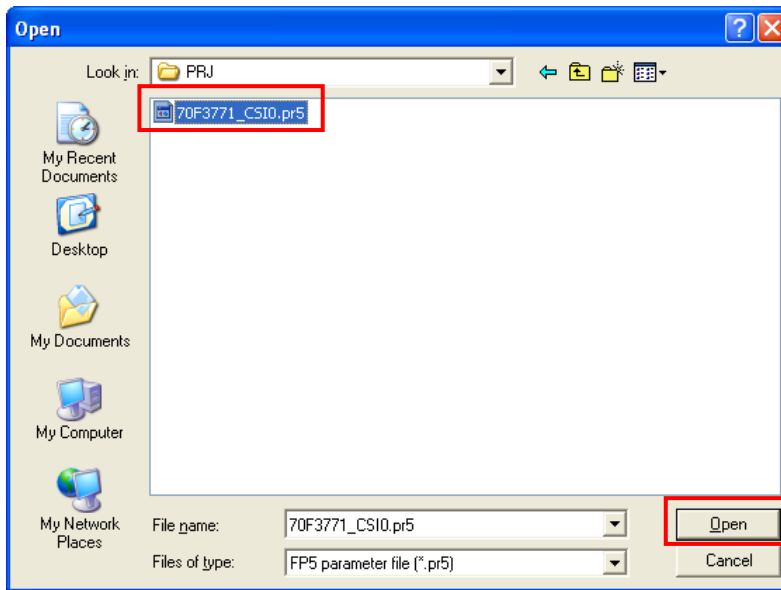 Open
Look in: PRJ
70F3771_CSI0.pr5
My Recent
Documents
Desktop
My Documents
My Computer
My Network
Places
File name: 70F3771_CSI0.pr5 Open
Files of type: FP5 parameter file (*.pr5) Cancel